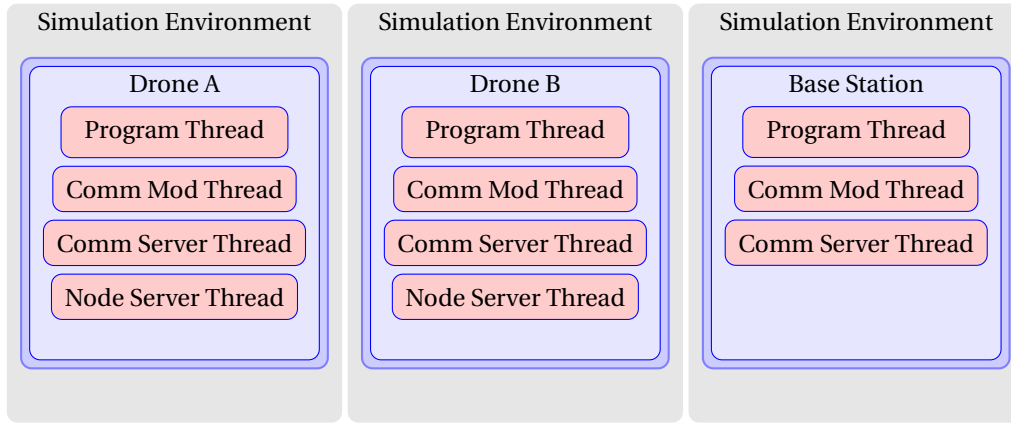 Simulation Environment
Drone A
Program Thread
Comm Mod Thread
Comm Server Thread
Node Server Thread
Simulation Environment
Drone B
Program Thread
Comm Mod Thread
Comm Server Thread
Node Server Thread
Simulation Environment
Base Station
Program Thread
Comm Mod Thread
Comm Server Thread